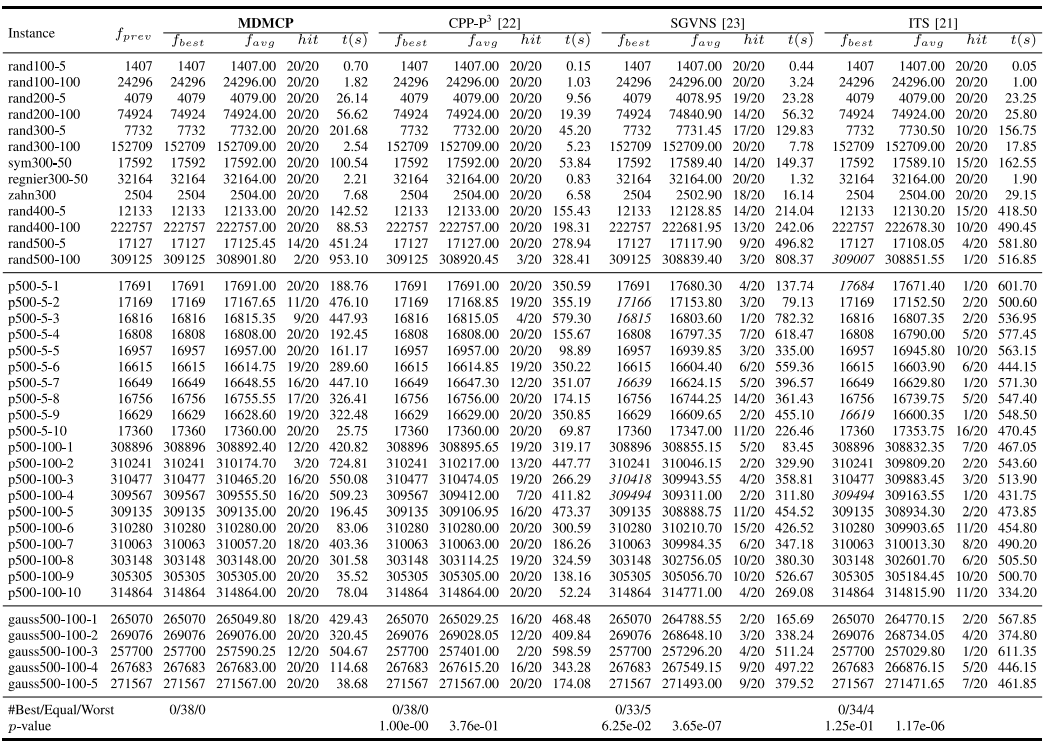 Instance f_prev MDMCP CPP-P³ [22] SGVNS [23] ITS [21]
f_best f_avg hit t(s) f_best f_avg hit t(s) f_best f_avg hit t(s) f_best f_avg hit t(s)
rand100-5 1407 1407 1407.00 20/20 0.70 1407 1407.00 20/20 0.15 1407 1407.00 20/20 0.44 1407 1407.00 20/20 0.05
rand100-100 24296 24296 24296.00 20/20 1.82 24296 24296.00 20/20 1.03 24296 24296.00 20/20 3.24 24296 24296.00 20/20 1.00
rand200-5 4079 4079 4079.00 20/20 26.14 4079 4079.00 20/20 9.56 4079 4078.95 19/20 23.28 4079 4079.00 20/20 23.25
rand200-100 74924 74924 74924.00 20/20 56.62 74924 74924.00 20/20 19.39 74924 74840.90 14/20 56.32 74924 74924.00 20/20 25.80
rand300-5 7732 7732 7732.00 20/20 201.68 7732 7732.00 20/20 45.20 7732 7731.45 17/20 129.83 7732 7730.50 10/20 156.75
rand300-100 152709 152709 152709.00 20/20 2.54 152709 152709.00 20/20 5.23 152709 152709.00 20/20 7.78 152709 152709.00 20/20 17.85
sym300-50 17592 17592 17592.00 20/20 100.54 17592 17592.00 20/20 53.84 17592 17589.40 14/20 149.37 17592 17589.10 15/20 162.55
regnier300-50 32164 32164 32164.00 20/20 2.21 32164 32164.00 20/20 0.83 32164 32164.00 20/20 1.32 32164 32164.00 20/20 1.90
zahn300 2504 2504 2504.00 20/20 7.68 2504 2504.00 20/20 6.58 2504 2502.90 18/20 16.14 2504 2504.00 20/20 29.15
rand400-5 12133 12133 12133.00 20/20 142.52 12133 12133.00 20/20 155.43 12133 12128.85 14/20 214.04 12133 12130.20 15/20 418.50
rand400-100 222757 222757 222757.00 20/20 88.53 222757 222757.00 20/20 198.31 222757 222681.95 13/20 242.06 222757 222678.30 10/20 490.45
rand500-5 17127 17127 17125.45 14/20 451.24 17127 17127.00 20/20 278.94 17127 17117.90 9/20 496.82 17127 17108.05 4/20 581.80
rand500-100 309125 309125 308901.80 2/20 953.10 309125 308920.45 3/20 328.41 309125 308839.40 3/20 808.37 309007 308851.55 1/20 516.85
p500-5-1 17691 17691 17691.00 20/20 188.76 17691 17691.00 20/20 350.59 17691 17680.30 4/20 137.74 17684 17671.40 1/20 601.70
p500-5-2 17169 17169 17167.65 11/20 476.10 17169 17168.85 19/20 355.19 17166 17153.80 3/20 79.13 17169 17152.50 2/20 500.60
p500-5-3 16816 16816 16815.35 9/20 447.93 16816 16815.05 4/20 579.30 16815 16803.60 1/20 782.32 16816 16807.35 2/20 536.95
p500-5-4 16808 16808 16808.00 20/20 192.45 16808 16808.00 20/20 155.67 16808 16797.35 7/20 618.47 16808 16790.00 5/20 577.45
p500-5-5 16957 16957 16957.00 20/20 161.17 16957 16957.00 20/20 98.89 16957 16939.85 3/20 335.00 16957 16945.80 10/20 563.15
p500-5-6 16615 16615 16614.75 19/20 289.60 16615 16614.85 19/20 350.22 16615 16604.40 6/20 559.36 16615 16603.90 6/20 444.15
p500-5-7 16649 16649 16648.55 16/20 447.10 16649 16647.30 12/20 351.07 16639 16624.15 5/20 396.57 16649 16629.80 1/20 571.30
p500-5-8 16756 16756 16755.55 17/20 326.41 16756 16756.00 20/20 174.15 16756 16744.25 14/20 361.43 16756 16739.75 5/20 547.40
p500-5-9 16629 16629 16628.60 19/20 322.48 16629 16629.00 20/20 350.85 16629 16609.65 2/20 455.10 16619 16600.35 1/20 548.50
p500-5-10 17360 17360 17360.00 20/20 25.75 17360 17360.00 20/20 69.87 17360 17347.00 11/20 226.46 17360 17353.75 16/20 470.45
p500-100-1 308896 308896 308892.40 12/20 420.82 308896 308895.65 19/20 319.17 308896 308855.15 5/20 83.45 308896 308832.35 7/20 467.05
p500-100-2 310241 310241 310174.70 3/20 724.81 310241 310217.00 13/20 447.77 310241 310046.15 2/20 329.90 310241 309809.20 2/20 543.60
p500-100-3 310477 310477 310465.20 16/20 550.08 310477 310474.05 19/20 266.29 310418 309943.55 4/20 358.81 310477 309883.45 3/20 513.90
p500-100-4 309567 309567 309555.50 16/20 509.23 309567 309412.00 7/20 411.82 309494 309311.00 2/20 311.80 309494 309163.55 1/20 431.75
p500-100-5 309135 309135 309135.00 20/20 196.45 309135 309106.95 16/20 473.37 309135 308888.75 11/20 454.52 309135 308934.30 2/20 473.85
p500-100-6 310280 310280 310280.00 20/20 83.06 310280 310280.00 20/20 300.59 310280 310210.70 15/20 426.52 310280 309903.65 11/20 454.80
p500-100-7 310063 310063 310057.20 18/20 403.36 310063 310063.00 20/20 186.26 310063 309984.35 6/20 347.18 310063 310013.30 8/20 490.20
p500-100-8 303148 303148 303148.00 20/20 301.58 303148 303114.25 19/20 324.59 303148 302756.05 10/20 380.30 303148 302601.70 6/20 505.50
p500-100-9 305305 305305 305305.00 20/20 35.52 305305 305305.00 20/20 138.16 305305 305056.70 10/20 526.67 305305 305184.45 10/20 500.70
p500-100-10 314864 314864 314864.00 20/20 78.04 314864 314864.00 20/20 52.24 314864 314771.00 4/20 269.08 314864 314815.90 11/20 334.20
gauss500-100-1 265070 265070 265049.80 18/20 429.43 265070 265029.25 16/20 468.48 265070 264788.55 2/20 165.69 265070 264770.15 2/20 567.85
gauss500-100-2 269076 269076 269076.00 20/20 320.45 269076 269028.05 12/20 409.84 269076 268648.10 3/20 338.24 269076 268734.05 4/20 374.80
gauss500-100-3 257700 257700 257590.25 12/20 504.67 257700 257401.00 2/20 598.59 257700 257296.20 4/20 511.24 257700 257029.80 1/20 611.35
gauss500-100-4 267683 267683 267683.00 20/20 114.68 267683 267615.20 16/20 343.28 267683 267549.15 9/20 497.22 267683 266876.15 5/20 446.15
gauss500-100-5 271567 271567 271567.00 20/20 38.68 271567 271567.00 20/20 174.08 271567 271493.00 9/20 379.52 271567 271471.65 7/20 461.85
#Best/Equal/Worst 0/38/0 0/38/0 0/33/5 0/34/4
p-value 1.00e-00 3.76e-01 6.25e-02 3.65e-07 1.25e-01 1.17e-06